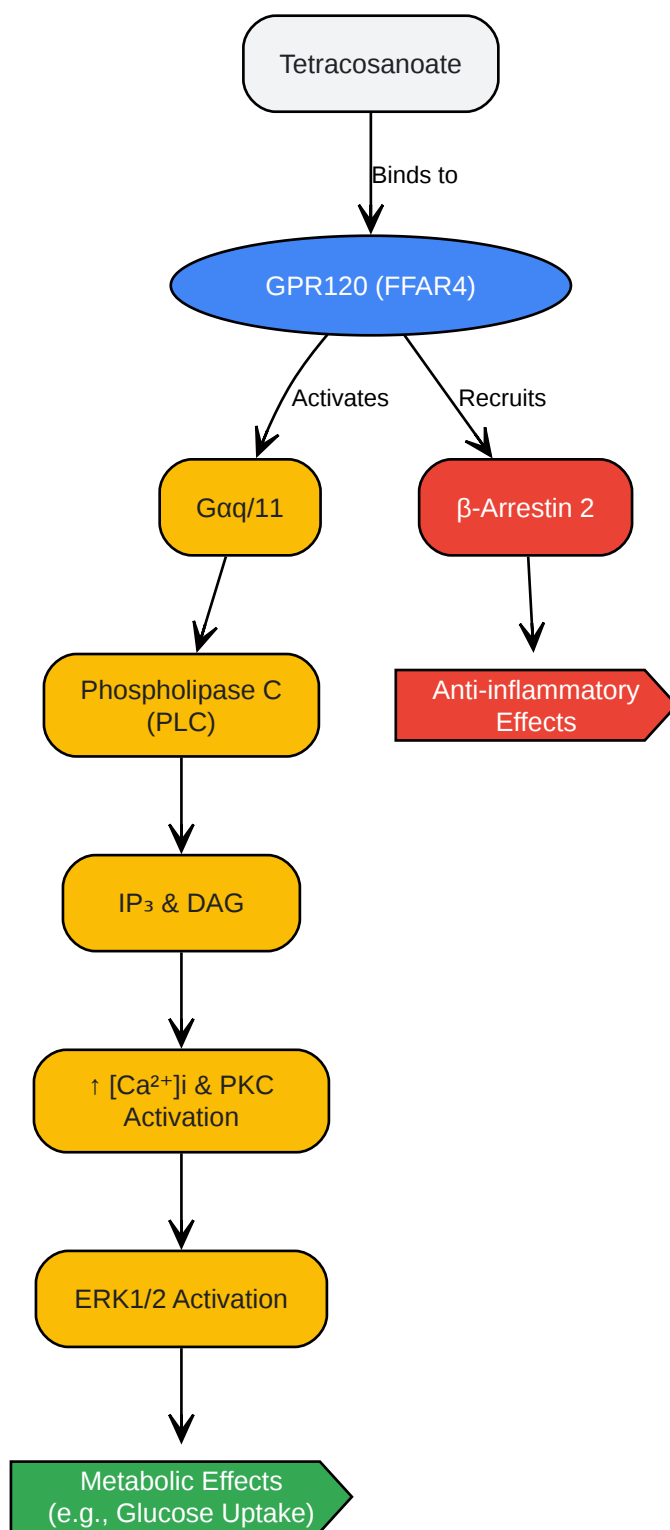 Tetracosanoate
Binds to
GPR120 (FFAR4)
Activates
Recruits
Gαq/11
β-Arrestin 2
Phospholipase C
(PLC)
Anti-inflammatory
Effects
IP₃ & DAG
↑ [Ca²⁺]i & PKC
Activation
ERK1/2 Activation
Metabolic Effects
(e.g., Glucose Uptake)